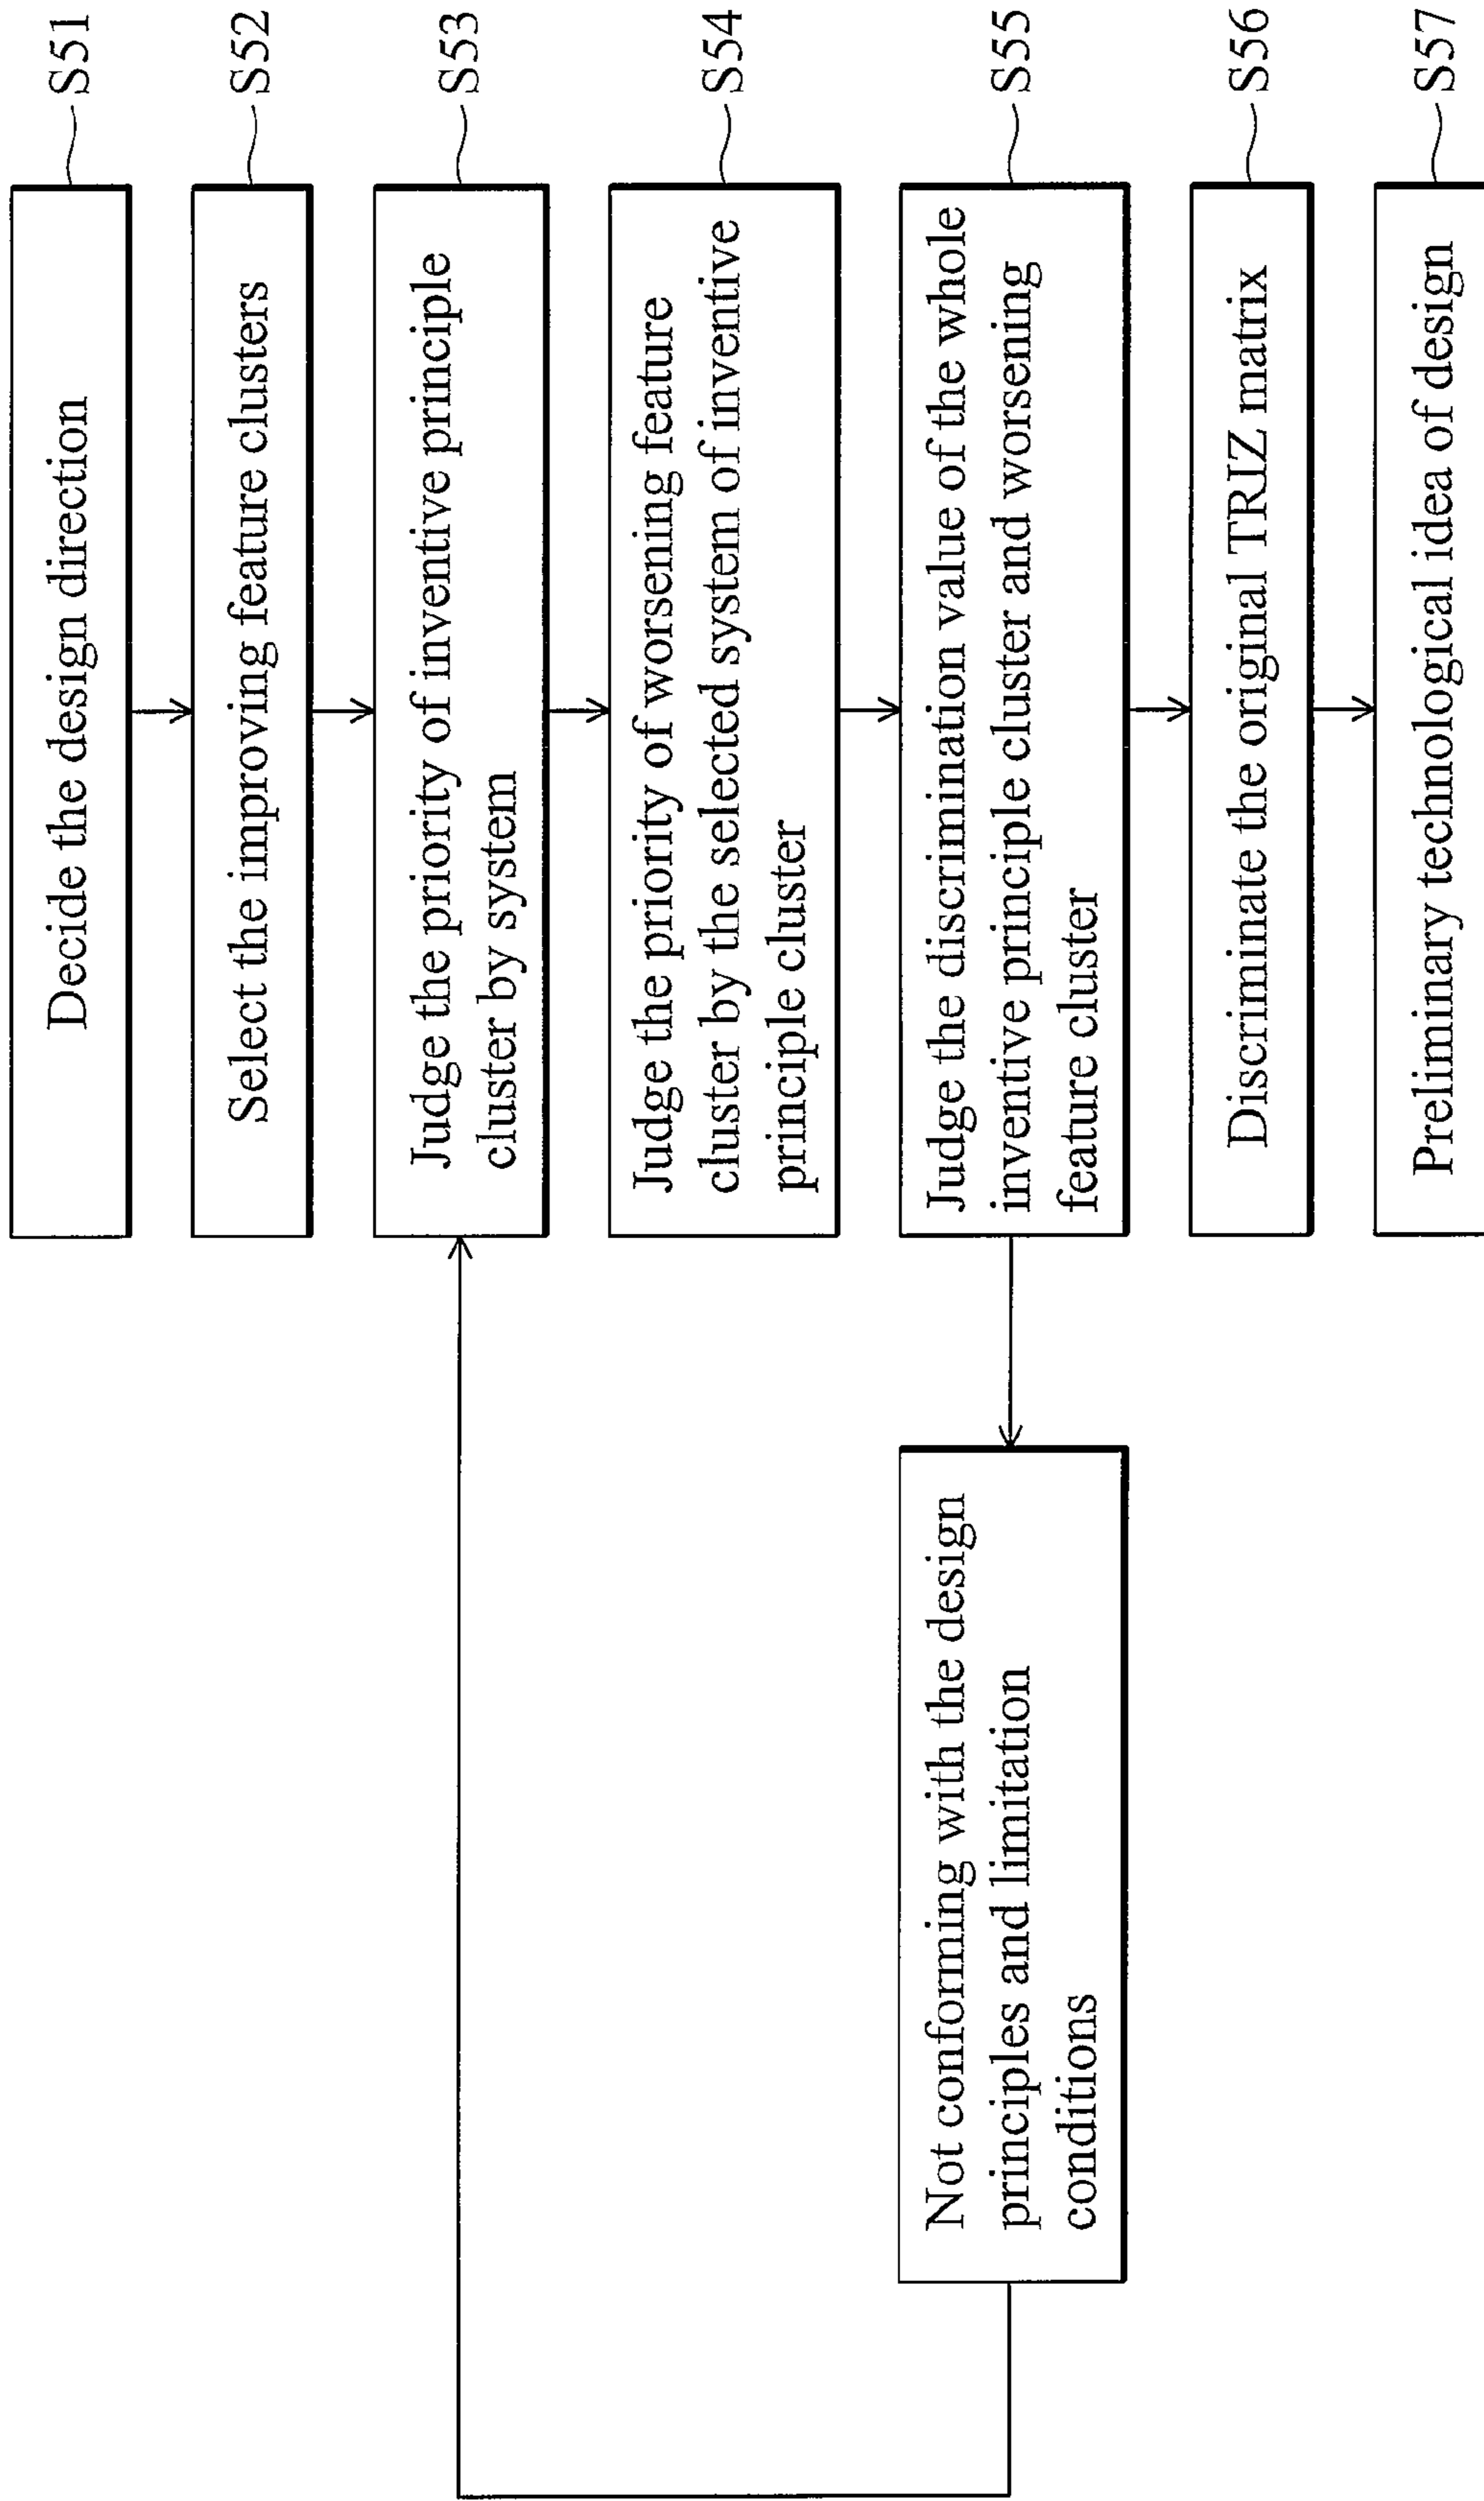 Decide the design direction
S51
Select the improving feature clusters
S52
Judge the priority of inventive principle
cluster by system
S53
Judge the priority of worsening feature
cluster by the selected system of inventive
principle cluster
S54
Judge the discrimination value of the whole
inventive principle cluster and worsening
feature cluster
S55
Not conforming with the design
principles and limitation
conditions
Discriminate the original TRIZ matrix
S56
Preliminary technological idea of design
S57